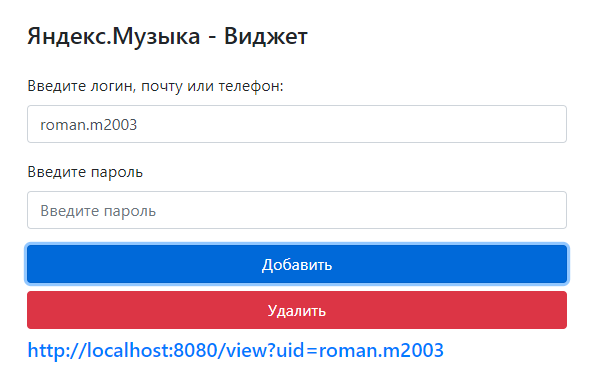 Яндекс.Музыка - Виджет
Введите логин, почту или телефон:
roman.m2003
Введите пароль
Введите пароль
Добавить
Удалить
http://localhost:8080/view?uid=roman.m2003